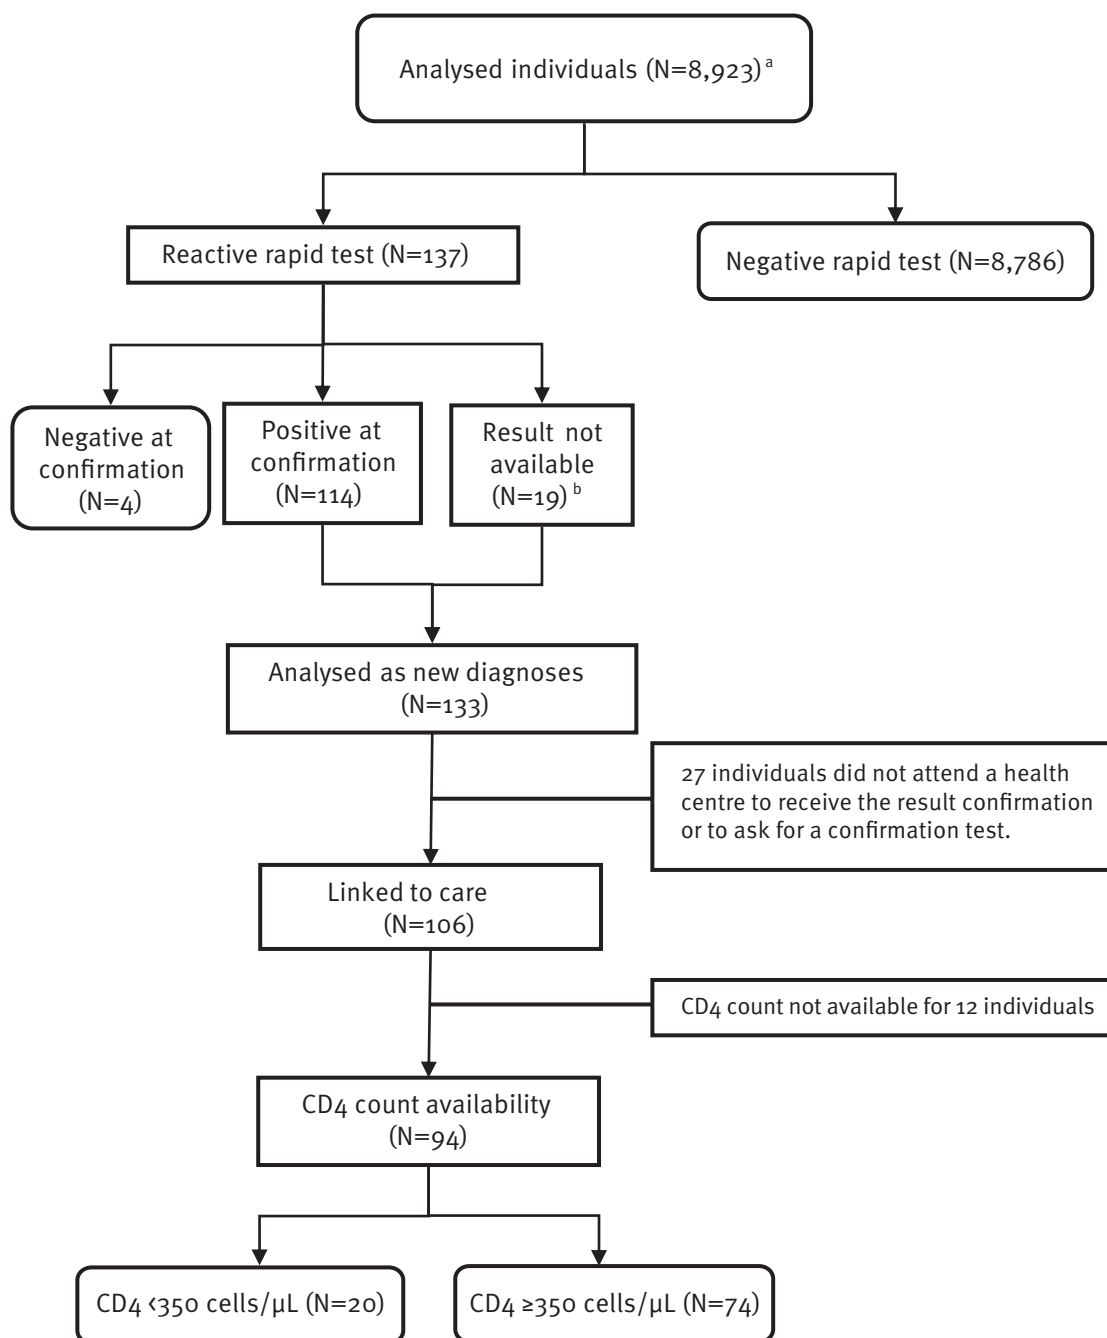 Analysed individuals (N=8,923) a
Reactive rapid test (N=137)
Negative rapid test (N=8,786)
Negative at
confirmation
(N=4)
Positive at
confirmation
(N=114)
Result not
available
(N=19) b
Analysed as new diagnoses
(N=133)
27 individuals did not attend a health
centre to receive the result confirmation
or to ask for a confirmation test.
Linked to care
(N=106)
CD4 count not available for 12 individuals
CD4 count availability
(N=94)
CD4 <350 cells/µL (N=20)
CD4 ≥350 cells/µL (N=74)